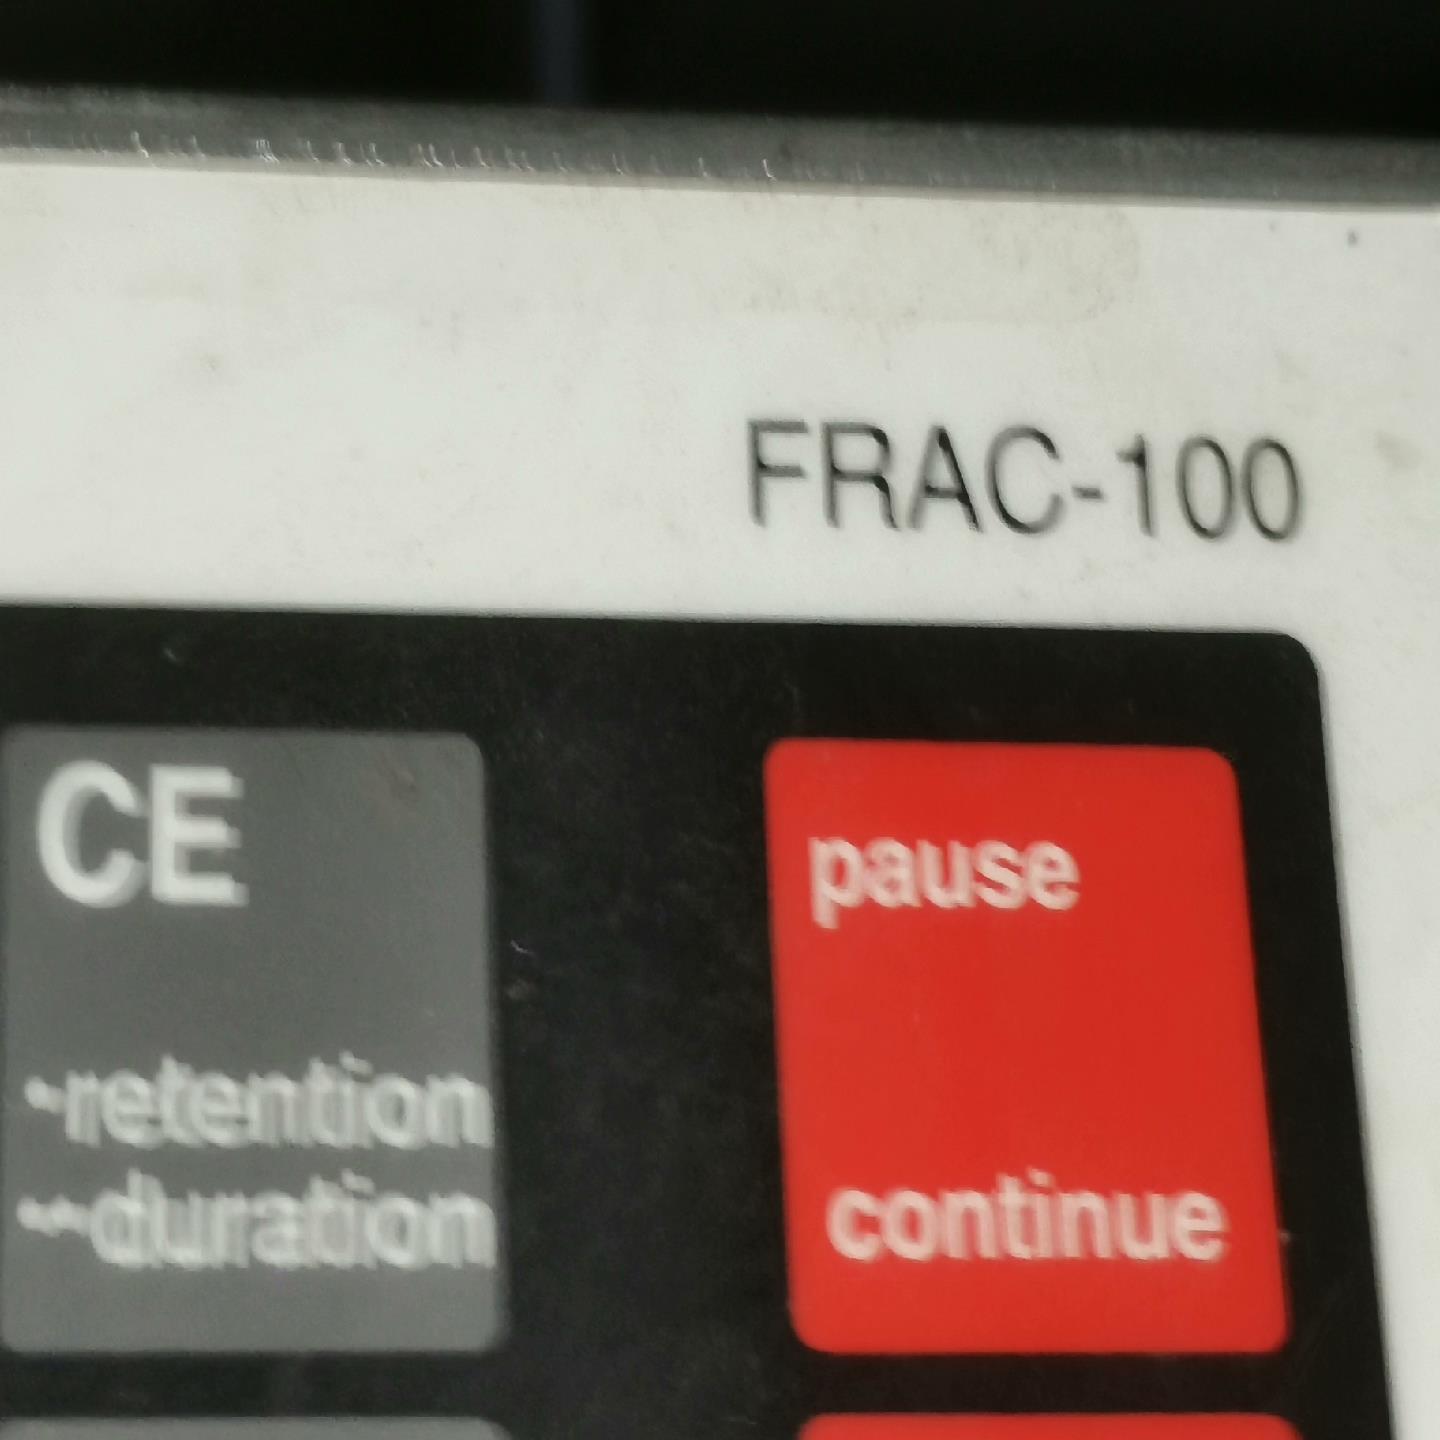 FRAC-100
CE
pause
-retention
continue
--duration